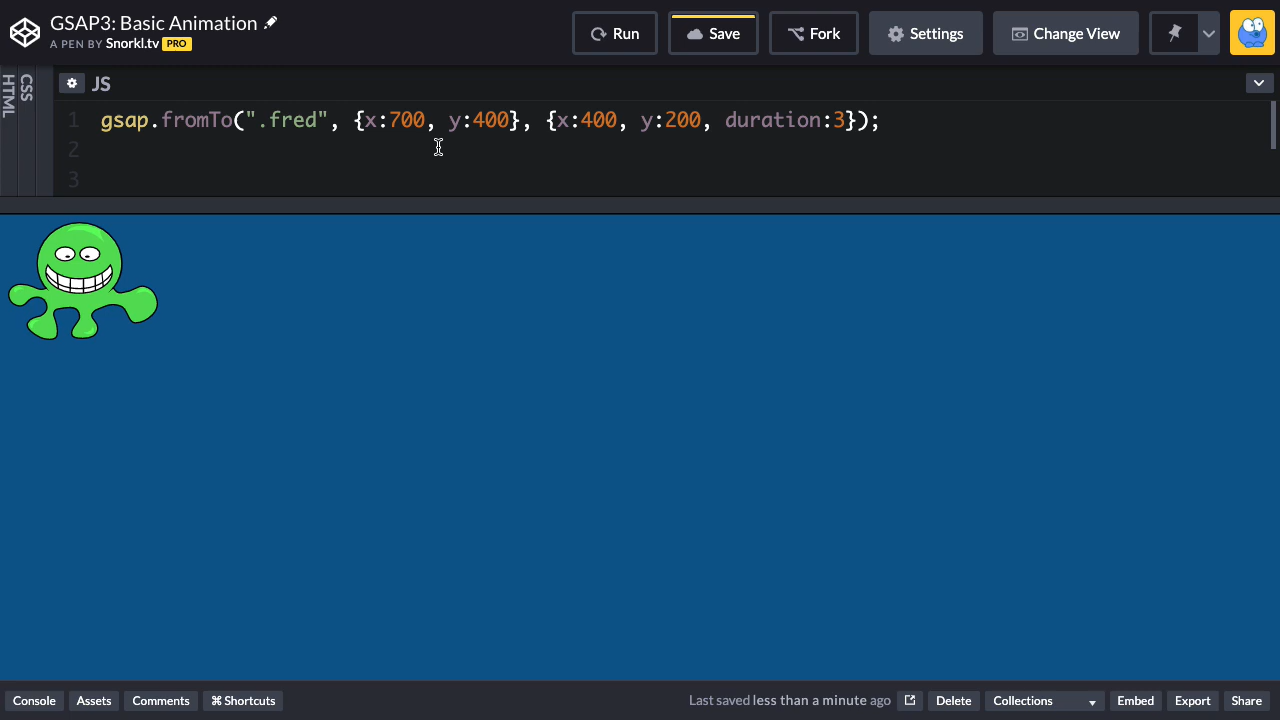 GSAP3: Basic Animation
A PEN BY Snorkl.tv PRO
Run
Save
Fork
Settings
Change View
HTML
CSS
JS
1 gsap.fromTo(".fred", {x:700, y:400}, {x:400, y:200, duration:3});
2
3
Console
Assets
Comments
⌘ Shortcuts
Last saved less than a minute ago
Delete
Collections
Embed
Export
Share